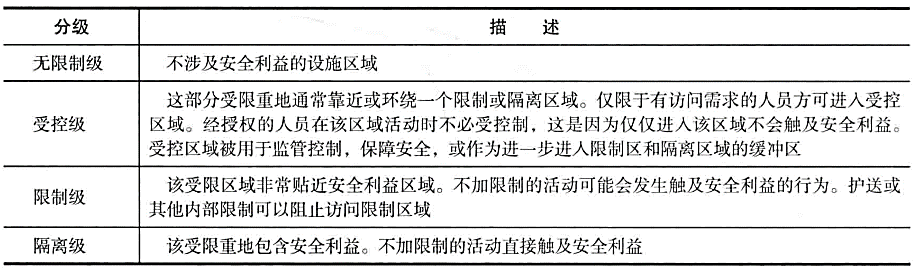 分级 描述
无限制级 不涉及安全利益的设施区域
这部分受限重地通常靠近或环绕一个限制或隔离区域。仅限于有访问需求的人员方可进入受控
受控级 区域。经授权的人员在该区域活动时不必受控制，这是因为仅仅进入该区域不会触及安全利益。
受控区域被用于监管控制，保障安全，或作为进一步进入限制区和隔离区域的缓冲区
限制级 该受限区域非常贴近安全利益区域。不加限制的活动可能会发生触及安全利益的行为。护送或
其他内部限制可以阻止访问限制区域
隔离级 该受限重地包含安全利益。不加限制的活动直接触及安全利益